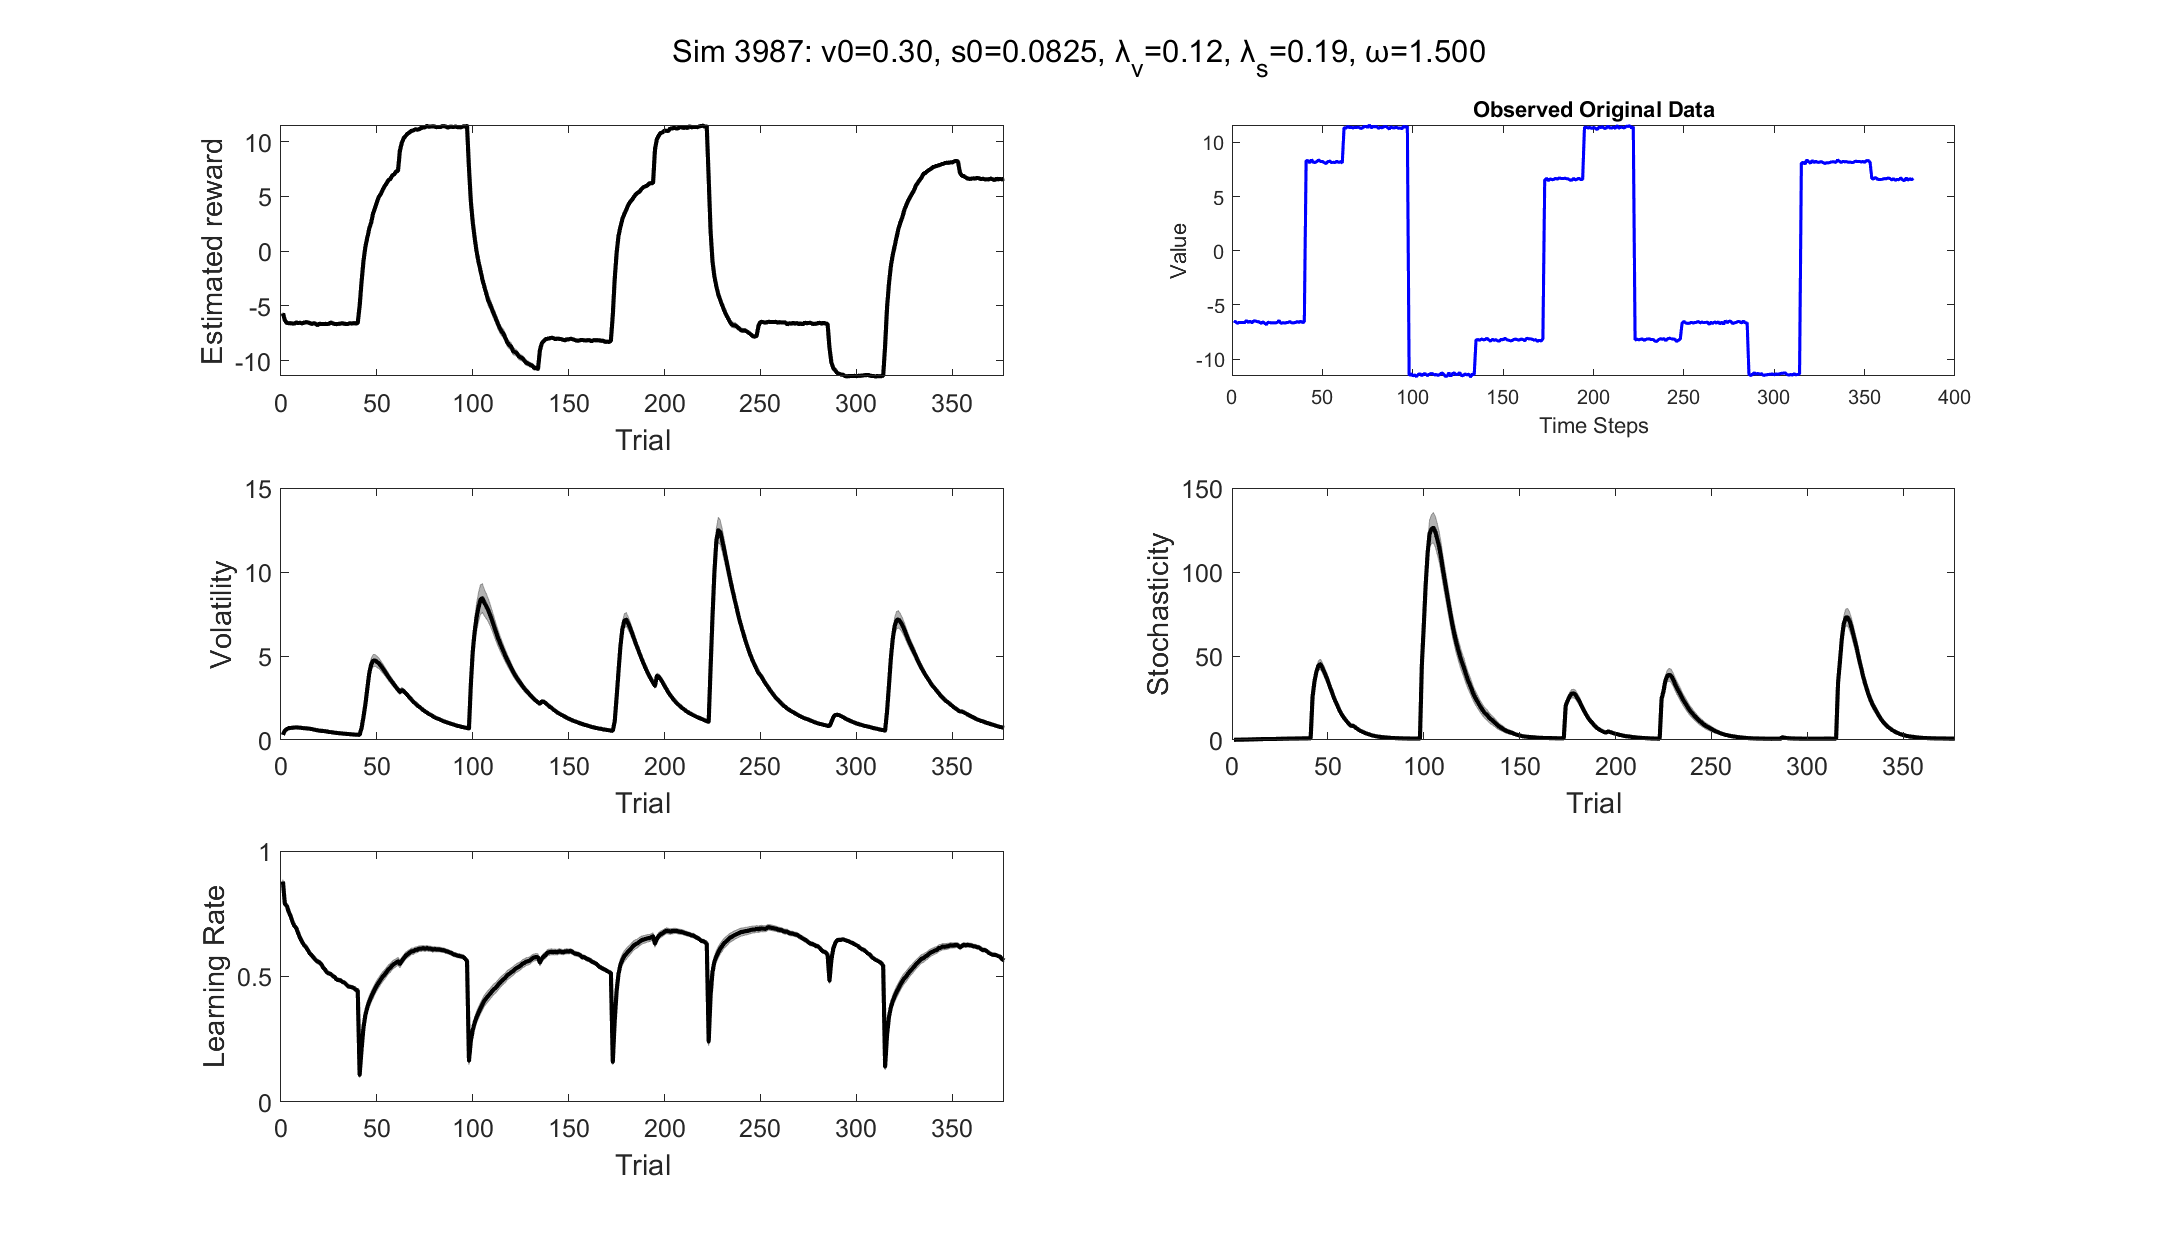 Sim 3987: v0=0.30, s0=0.0825, λv=0.12, λs=0.19, ω=1.500
Estimated reward
10
5
0
-5
-10
0 50 100 150 200 250 300 350
Trial
Observed Original Data
Value
10
5
0
-5
-10
0 50 100 150 200 250 300 350 400
Time Steps
Volatility
15
10
5
0
0 50 100 150 200 250 300 350
Trial
Stochasticity
150
100
50
0
0 50 100 150 200 250 300 350
Trial
Learning Rate
1
0.5
0
0 50 100 150 200 250 300 350
Trial